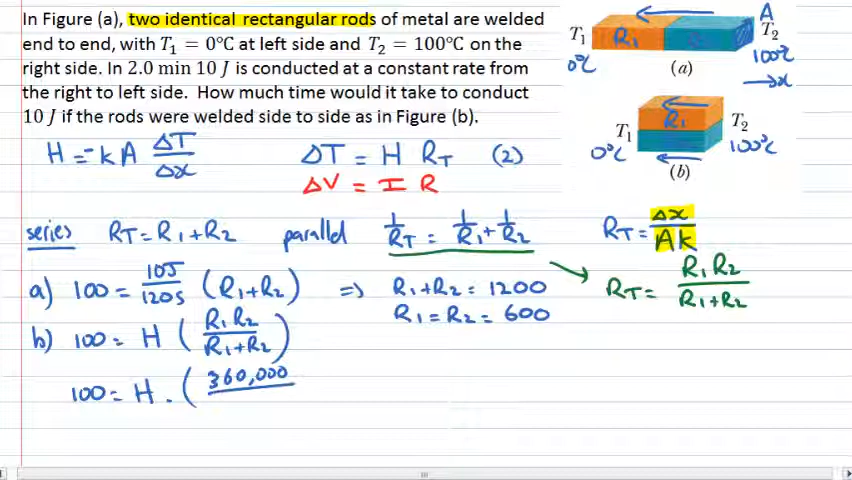 In Figure (a), two identical rectangular rods of metal are welded
end to end, with T₁ = 0°C at left side and T₂ = 100°C on the
right side. In 2.0 min 10 J is conducted at a constant rate from
the right to left side. How much time would it take to conduct
10 J if the rods were welded side to side as in Figure (b).
A
T₁ R₁ T₂
0°C (a) 100°C
→x
R₁
T₁ T₂
0°C 100°C
(b)
H = -kA ΔT/Δx
ΔT = H R_T (2)
ΔV = I R
series R_T = R₁ + R₂ parallel 1/R_T = 1/R₁ + 1/R₂ R_T = Δx/Ak
a) 100 = 10J/120s (R₁+R₂) ⇒ R₁+R₂ = 1200
R₁ = R₂ = 600
R_T = R₁R₂/R₁+R₂
b) 100 = H (R₁R₂/R₁+R₂)
100 = H . (360,000